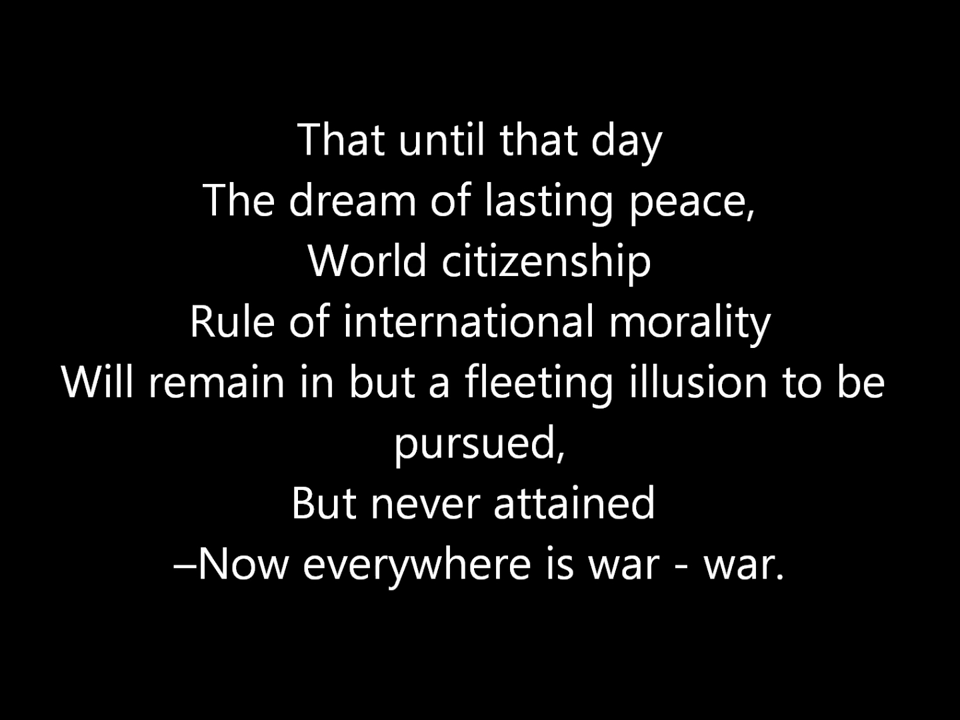 That until that day
The dream of lasting peace,
World citizenship
Rule of international morality
Will remain in but a fleeting illusion to be
pursued,
But never attained
–Now everywhere is war - war.